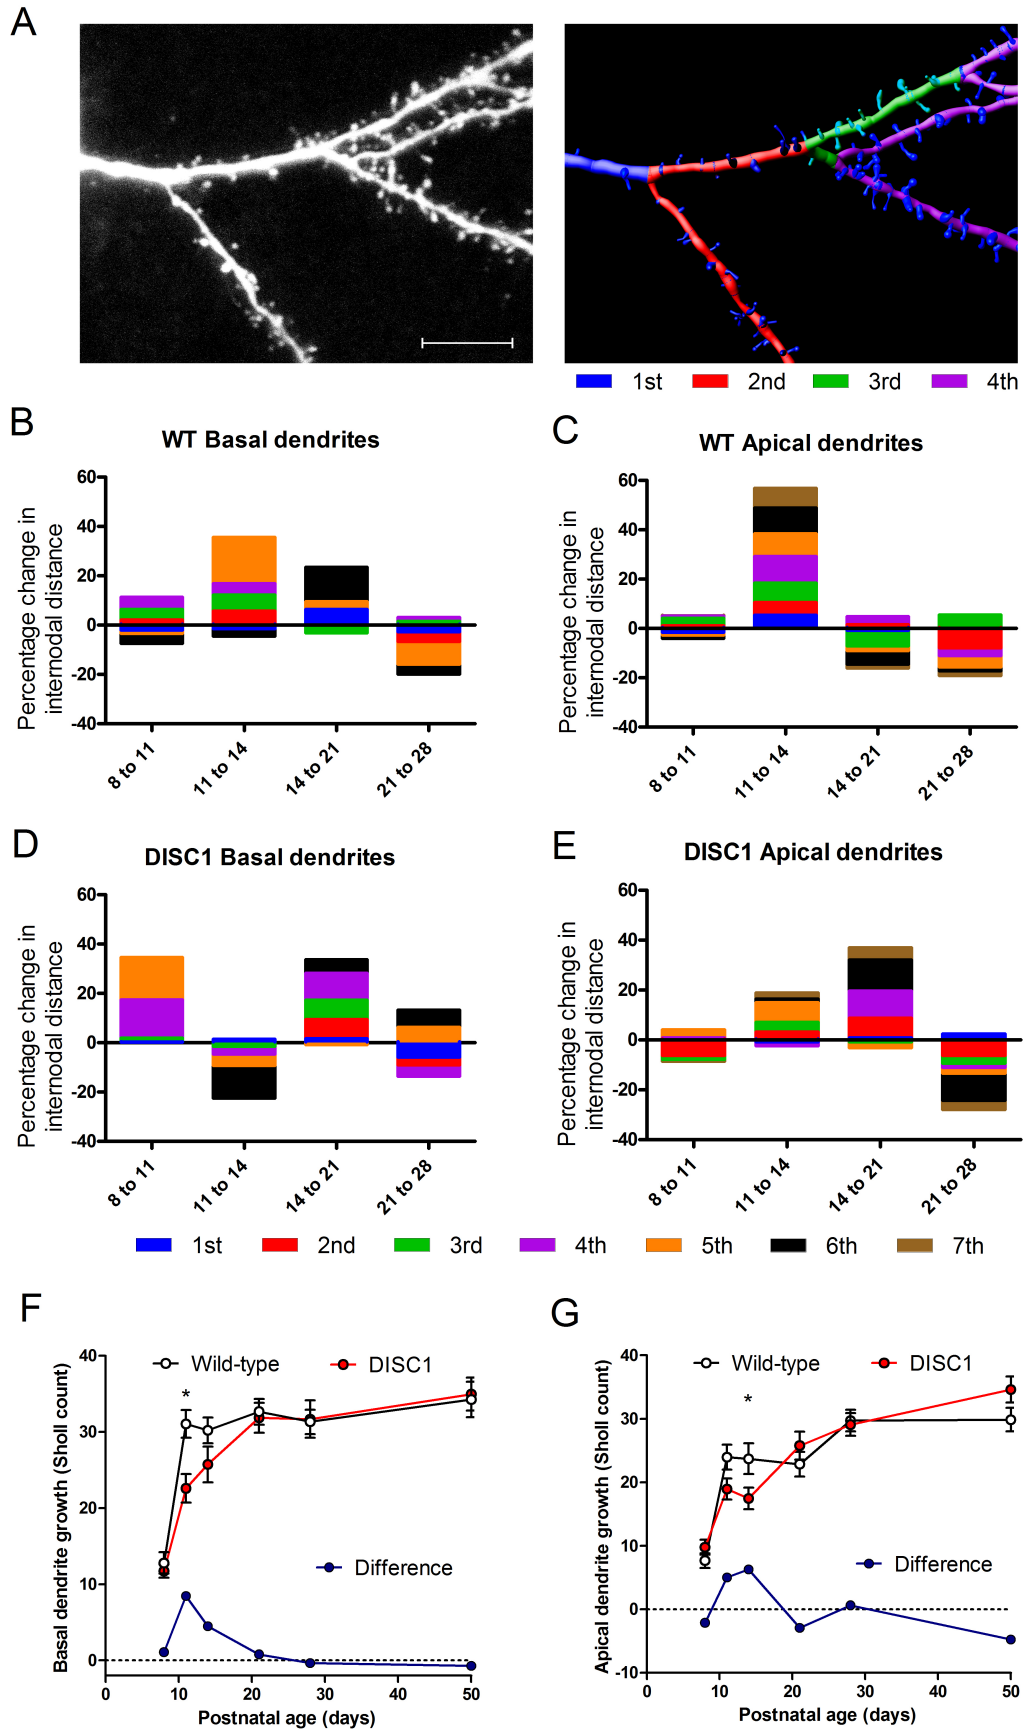 A
1st 2nd 3rd 4th
B
WT Basal dendrites
Percentage change in
internodal distance
60
40
20
0
-20
-40
8 to 11
11 to 14
14 to 21
21 to 28
C
WT Apical dendrites
Percentage change in
internodal distance
60
40
20
0
-20
-40
8 to 11
11 to 14
14 to 21
21 to 28
D
DISC1 Basal dendrites
Percentage change in
internodal distance
60
40
20
0
-20
-40
8 to 11
11 to 14
14 to 21
21 to 28
E
DISC1 Apical dendrites
Percentage change in
internodal distance
60
40
20
0
-20
-40
8 to 11
11 to 14
14 to 21
21 to 28
1st 2nd 3rd 4th 5th 6th 7th
F
Basal dendrite growth (Sholl count)
Wild-type DISC1
*
Difference
40
30
20
10
0
0 10 20 30 40 50
Postnatal age (days)
G
Apical dendrite growth (Sholl count)
Wild-type DISC1
*
Difference
40
30
20
10
0
-10
0 10 20 30 40 50
Postnatal age (days)